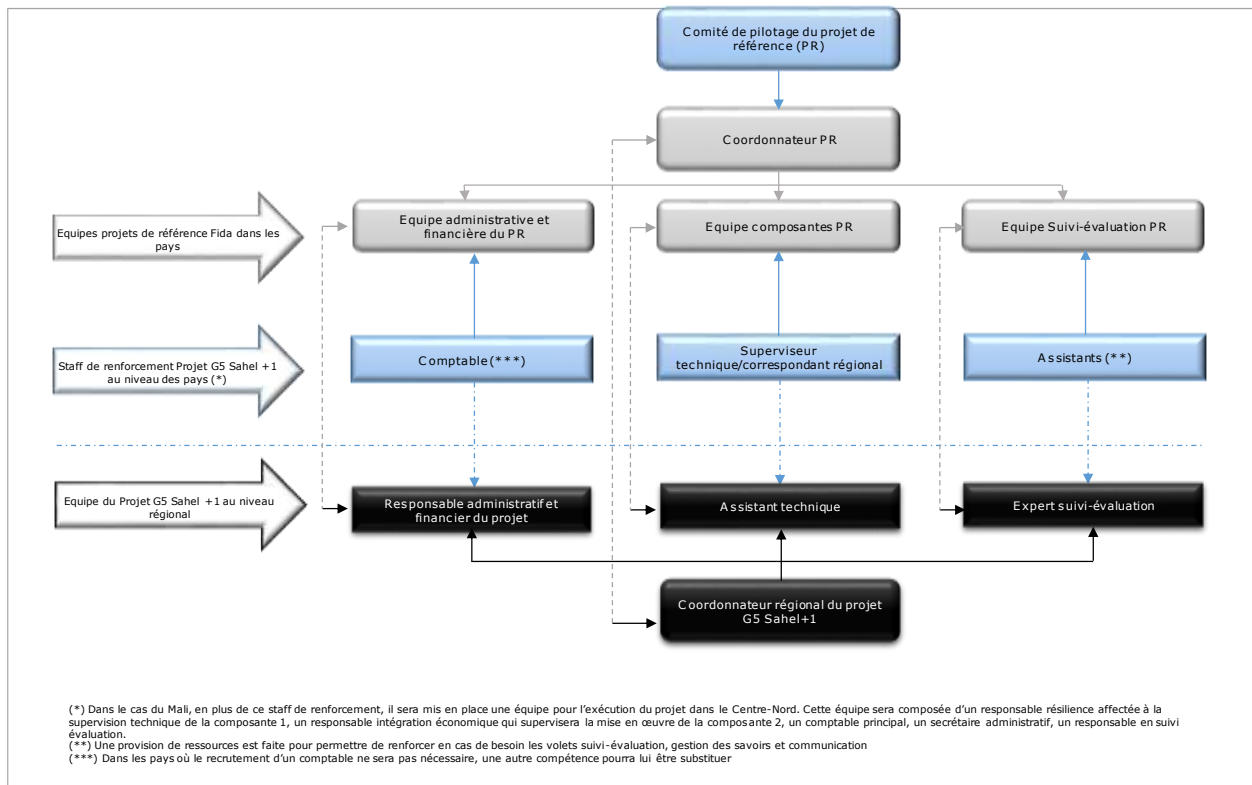 Comité de pilotage du projet de
référence (PR)
Coordonnateur PR
Equipes projets de référence Fida dans les
pays
Equipe administrative et
financière du PR
Equipe composantes PR
Equipe Suivi-évaluation PR
Staff de renforcement Projet G5 Sahel +1
au niveau des pays (*)
Comptable (***)
Superviseur
technique/correspondant régional
Assistants (**)
Equipe du Projet G5 Sahel +1 au niveau
régional
Responsable administratif et
financier du projet
Assistant technique
Expert suivi-évaluation
Coordonnateur régional du projet
G5 Sahel+1
(*) Dans le cas du Mali, en plus de ce staff de renforcement, il sera mis en place une équipe pour l'exécution du projet dans le Centre-Nord. Cette équipe sera composée d'un responsable résilience affectée à la
supervision technique de la composante 1, un responsable intégration économique qui supervisera la mise en œuvre de la composante 2, un comptable principal, un secrétaire administratif, un responsable en suivi
évaluation.
(**) Une provision de ressources est faite pour permettre de renforcer en cas de besoin les volets suivi-évaluation, gestion des savoirs et communication
(***) Dans les pays où le recrutement d'un comptable ne sera pas nécessaire, une autre compétence pourra lui être substituer